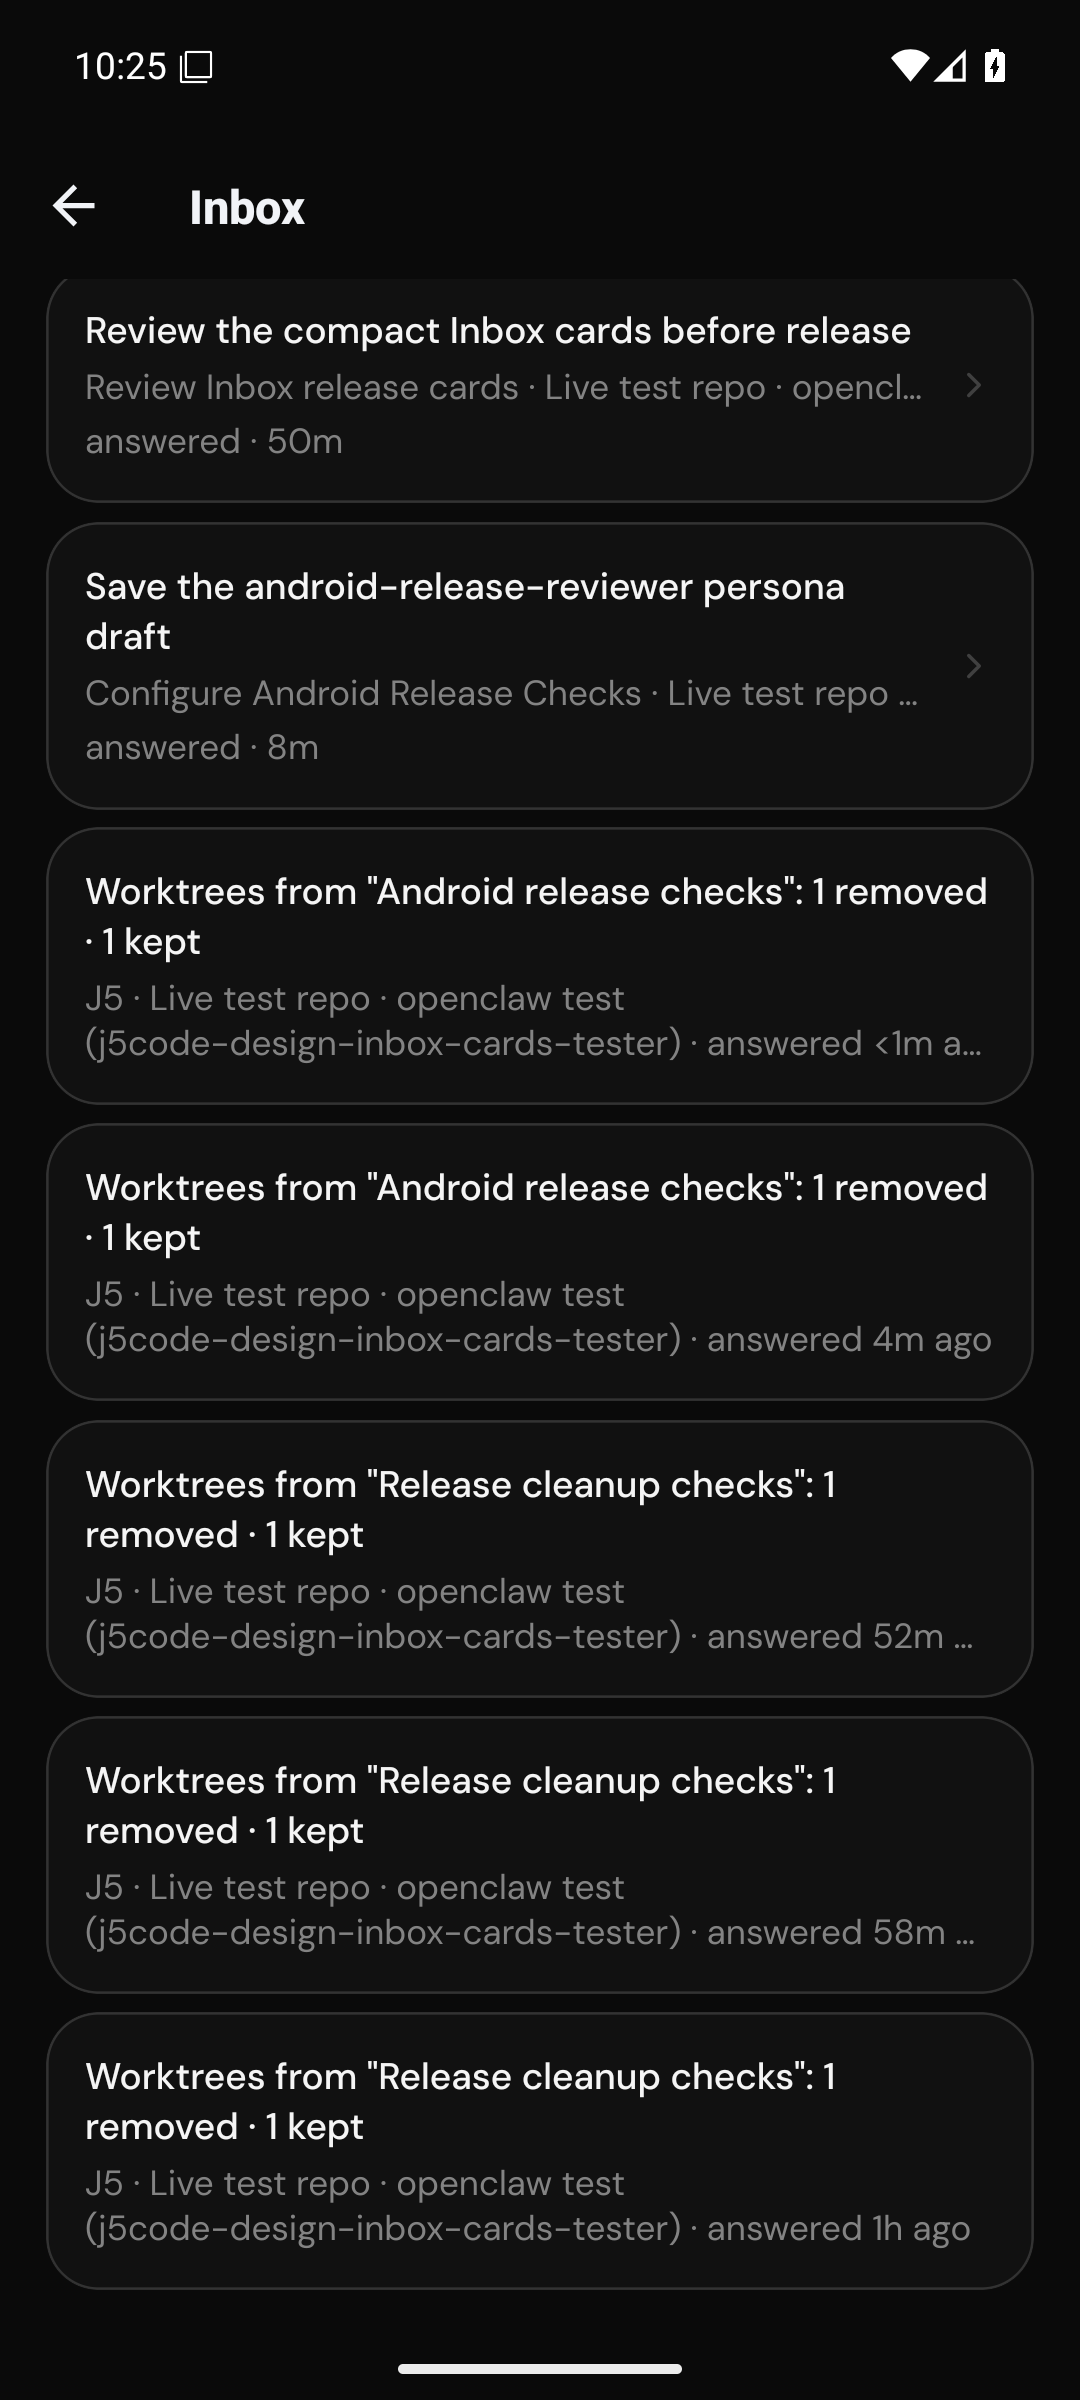 10:25
Inbox
Review the compact Inbox cards before release
Review Inbox release cards · Live test repo · opencl...
answered · 50m
Save the android-release-reviewer persona
draft
Configure Android Release Checks · Live test repo ...
answered · 8m
Worktrees from "Android release checks": 1 removed
· 1 kept
J5 · Live test repo · openclaw test
(j5code-design-inbox-cards-tester) · answered <1m a...
Worktrees from "Android release checks": 1 removed
· 1 kept
J5 · Live test repo · openclaw test
(j5code-design-inbox-cards-tester) · answered 4m ago
Worktrees from "Release cleanup checks": 1
removed · 1 kept
J5 · Live test repo · openclaw test
(j5code-design-inbox-cards-tester) · answered 52m ...
Worktrees from "Release cleanup checks": 1
removed · 1 kept
J5 · Live test repo · openclaw test
(j5code-design-inbox-cards-tester) · answered 58m ...
Worktrees from "Release cleanup checks": 1
removed · 1 kept
J5 · Live test repo · openclaw test
(j5code-design-inbox-cards-tester) · answered 1h ago